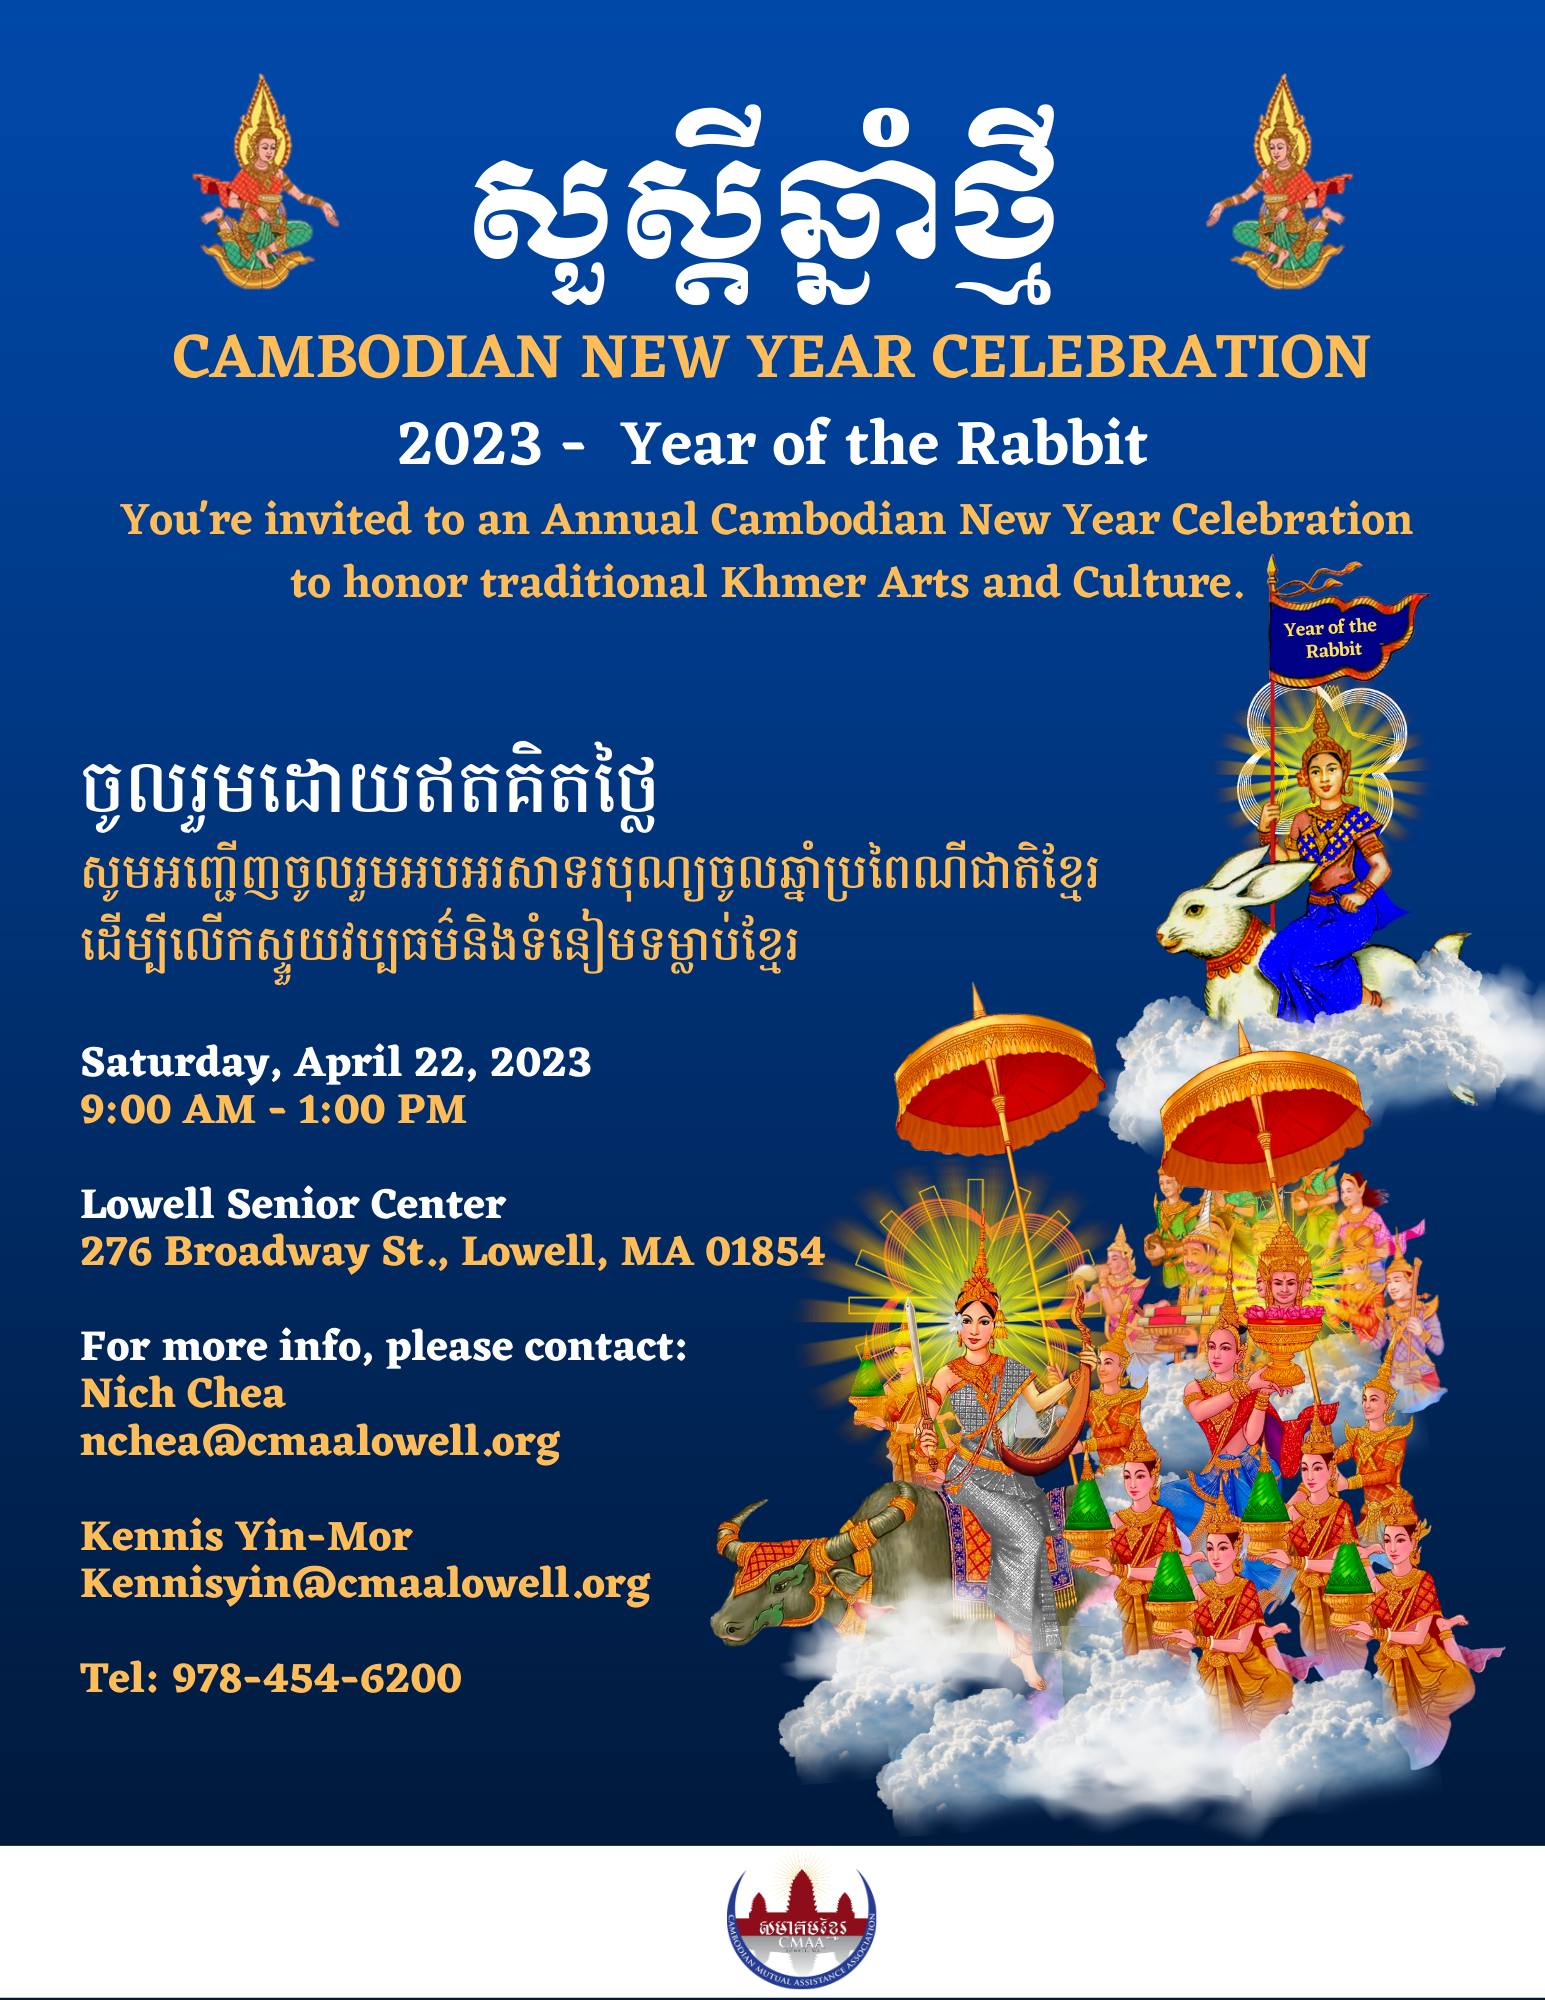 សួស្តីឆ្នាំថ្មី
CAMBODIAN NEW YEAR CELEBRATION
2023 - Year of the Rabbit
You're invited to an Annual Cambodian New Year Celebration
to honor traditional Khmer Arts and Culture.
Year of the
Rabbit
ចូលរួមដោយឥតគិតថ្លៃ
សូមអញ្ជើញចូលរួមអបអរសាទរបុណ្យចូលឆ្នាំប្រពៃណីជាតិខ្មែរ
ដើម្បីលើកស្ទួយវប្បធម៌និងទំនៀមទម្លាប់ខ្មែរ
Saturday, April 22, 2023
9:00 AM - 1:00 PM
Lowell Senior Center
276 Broadway St., Lowell, MA 01854
For more info, please contact:
Nich Chea
nchea@cmaalowell.org
Kennis Yin-Mor
Kennisyin@cmaalowell.org
Tel: 978-454-6200
សមាគមខ្មែរ
CMAA
CAMBODIAN MUTUAL ASSISTANCE ASSOCIATION